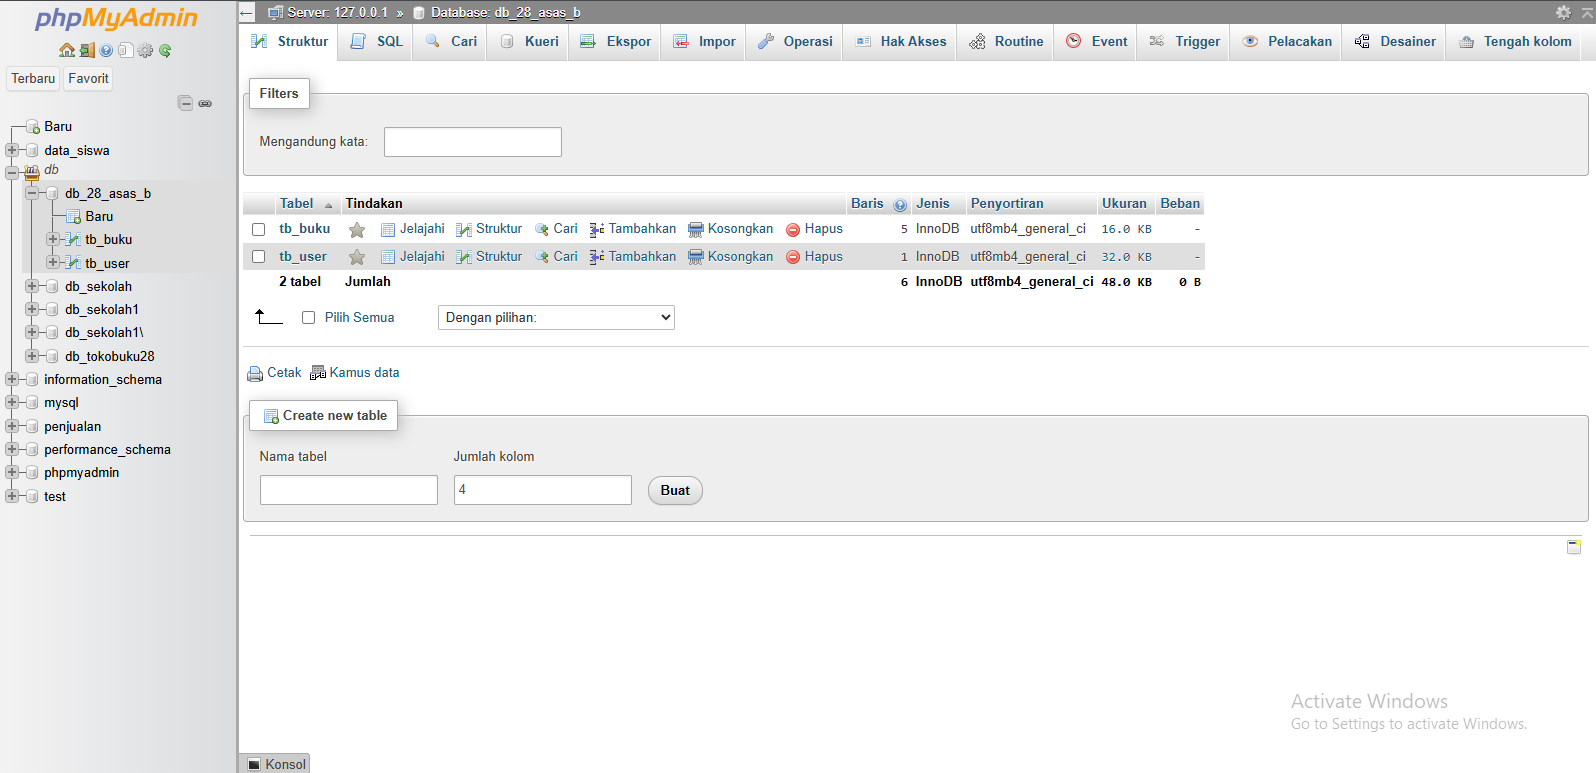 phpMyAdmin
Terbaru Favorit
Baru
data_siswa
db
db_28_asas_b
Baru
tb_buku
tb_user
db_sekolah
db_sekolah1
db_sekolah1\
db_tokobuku28
information_schema
mysql
penjualan
performance_schema
phpmyadmin
test
Server: 127.0.0.1 » Database: db_28_asas_b
Struktur SQL Cari Kueri Ekspor Impor Operasi Hak Akses Routine Event Trigger Pelacakan Desainer Tengah kolom
Filters
Mengandung kata:
Tabel Tindakan Baris Jenis Penyortiran Ukuran Beban
tb_buku Jelajahi Struktur Cari Tambahkan Kosongkan Hapus 5 InnoDB utf8mb4_general_ci 16.0 KB -
tb_user Jelajahi Struktur Cari Tambahkan Kosongkan Hapus 1 InnoDB utf8mb4_general_ci 32.0 KB -
2 tabel Jumlah 6 InnoDB utf8mb4_general_ci 48.0 KB 0 B
Pilih Semua Dengan pilihan:
Cetak Kamus data
Create new table
Nama tabel Jumlah kolom
4 Buat
Activate Windows
Go to Settings to activate Windows.
Konsol